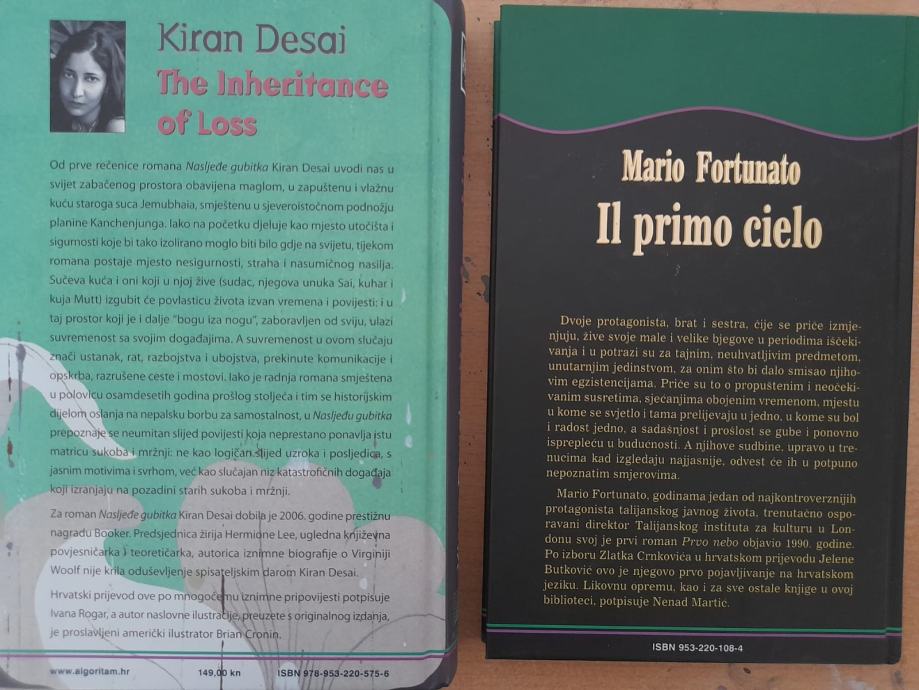 Kiran Desai
The Inheritance
of Loss
Od prve rečenice romana Nasljeđe gubitka Kiran Desai uvodi nas u
svijet zabačenog prostora obavijena maglom, u zapuštenu i vlažnu
kuću staroga suca Jemubhaia, smještenu u sjeveroistočnom podnožju
planine Kanchenjunga. Iako na početku djeluje kao mjesto utočišta i
sigurnosti koje bi tako izolirano moglo biti bilo gdje na svijetu, tijekom
romana postaje mjesto nesigurnosti, straha i nasumičnog nasilja.
Sučeva kuća i oni koji u njoj žive (sudac, njegova unuka Sai, kuhar i
kuja Mutt) izgubit će povlasticu života izvan vremena i povijesti: i u
taj prostor koji je i dalje "bogu iza nogu", zaboravljen od sviju, ulazi
suvremenost sa svojim događajima. A suvremenost u ovom slučaju
znači ustanak, rat, razbojstva i ubojstva, prekinute komunikacije i
opskrba, razrušene ceste i mostovi. Iako je radnja romana smještena
u polovicu osamdesetih godina prošlog stoljeća i tim se historijskim
dijelom oslanja na nepalsku borbu za samostalnost, u Nasljeđu gubitka
prepoznaje se neumitan slijed povijesti koja neprestano ponavlja istu
matricu sukoba i mržnji: ne kao logičan slijed uzroka i posljedica, s
jasnim motivima i svrhom, već kao slučajan niz katastrofičnih događaja
koji izranjaju na pozadini starih sukoba i mržnji.
Za roman Nasljeđe gubitka Kiran Desai dobila je 2006. godine prestižnu
nagradu Booker. Predsjednica žirija Hermione Lee, ugledna književna
povjesničarka i teoretičarka, autorica iznimne biografije o Virginiji
Woolf nije krila oduševljenje spisateljskim darom Kiran Desai.
Hrvatski prijevod ove po mnogočemu iznimne pripovijesti potpisuje
Ivana Rogar, a autor naslovne ilustracije, preuzete s originalnog izdanja,
je proslavljeni američki ilustrator Brian Cronin.
www.algoritam.hr 149,00 kn ISBN 978-953-220-575-6
Mario Fortunato
Il primo cielo
Dvoje protagonista, brat i sestra, čije se priče izmje-
njuju, žive svoje male i velike bjegove u periodima iščeki-
vanja i u potrazi su za tajnim, neuhvatljivim predmetom,
unutarnjim jedinstvom, za onim što bi dalo smisao njiho-
vim egzistencijama. Priče su to o propuštenim i neočeki-
vanim susretima, sjećanjima obojenim vremenom, mjestu
u kome se svjetlo i tama prelijevaju u jedno, u kome su bol
i radost jedno, a sadašnjost i prošlost se gube i ponovno
isprepleću u budućnosti. A njihove sudbine, upravo u tre-
nucima kad izgledaju najjasnije, odvest će ih u potpuno
nepoznatim smjerovima.
Mario Fortunato, godinama jedan od najkontroverznijih
protagonista talijanskog javnog života, trenutačno ospo-
ravani direktor Talijanskog instituta za kulturu u Lon-
donu svoj je prvi roman Prvo nebo objavio 1990. godine.
Po izboru Zlatka Crnkovića u hrvatskom prijevodu Jelene
Butković ovo je njegovo prvo pojavljivanje na hrvatskom
jeziku. Likovnu opremu, kao i za sve ostale knjige u ovoj
biblioteci, potpisuje Nenad Martić.
ISBN 953-220-108-4